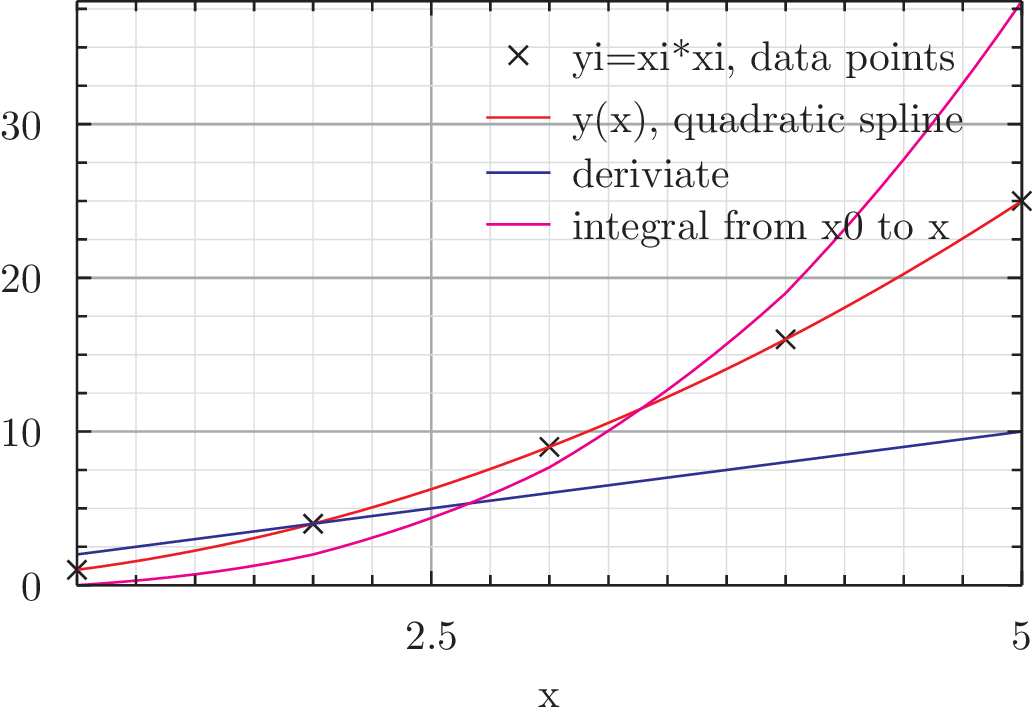 yi=xi*xi, data points
30
y(x), quadratic spline
deriviate
integral from x0 to x
20
10
0
2.5
5
x